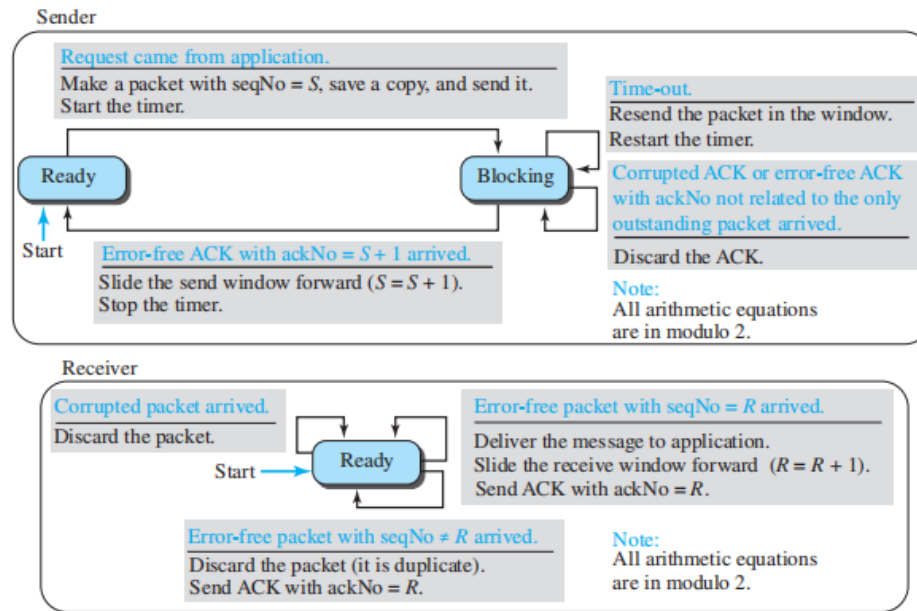 Sender
Request came from application.
Make a packet with seqNo = S, save a copy, and send it.
Start the timer.
Time-out.
Resend the packet in the window.
Restart the timer.
Ready
Blocking
Corrupted ACK or error-free ACK
with ackNo not related to the only
outstanding packet arrived.
Discard the ACK.
Start
Error-free ACK with ackNo = S + 1 arrived.
Slide the send window forward (S = S + 1).
Stop the timer.
Note:
All arithmetic equations
are in modulo 2.
Receiver
Corrupted packet arrived.
Discard the packet.
Start
Ready
Error-free packet with seqNo = R arrived.
Deliver the message to application.
Slide the receive window forward (R = R + 1).
Send ACK with ackNo = R.
Error-free packet with seqNo ≠ R arrived.
Discard the packet (it is duplicate).
Send ACK with ackNo = R.
Note:
All arithmetic equations
are in modulo 2.